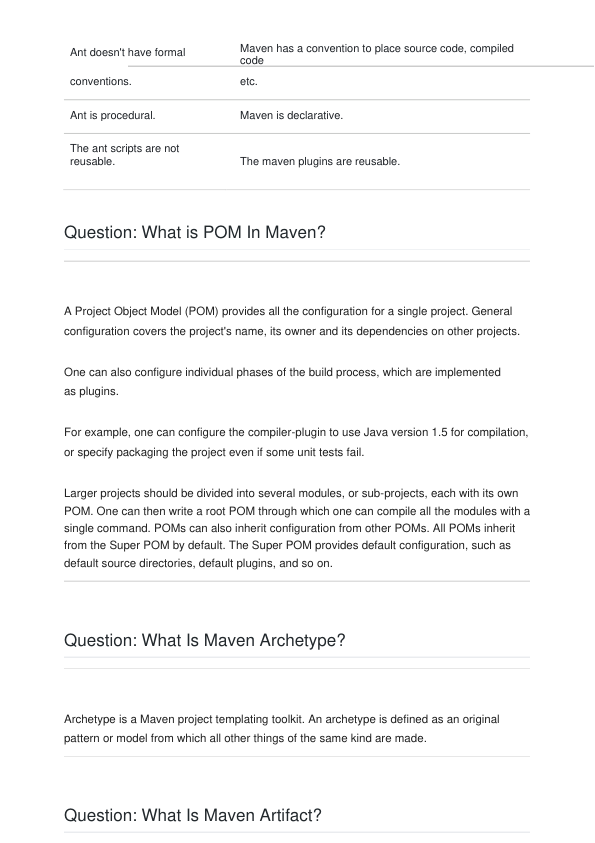 Ant doesn't have formal
Maven has a convention to place source code, compiled
code
conventions.
etc.
Ant is procedural.
Maven is declarative.
The ant scripts are not
reusable.
The maven plugins are reusable.
Question: What is POM In Maven?
A Project Object Model (POM) provides all the configuration for a single project. General
configuration covers the project's name, its owner and its dependencies on other projects.
One can also configure individual phases of the build process, which are implemented
as plugins.
For example, one can configure the compiler-plugin to use Java version 1.5 for compilation,
or specify packaging the project even if some unit tests fail.
Larger projects should be divided into several modules, or sub-projects, each with its own
POM. One can then write a root POM through which one can compile all the modules with a
single command. POMs can also inherit configuration from other POMs. All POMs inherit
from the Super POM by default. The Super POM provides default configuration, such as
default source directories, default plugins, and so on.
Question: What Is Maven Archetype?
Archetype is a Maven project templating toolkit. An archetype is defined as an original
pattern or model from which all other things of the same kind are made.
Question: What Is Maven Artifact?